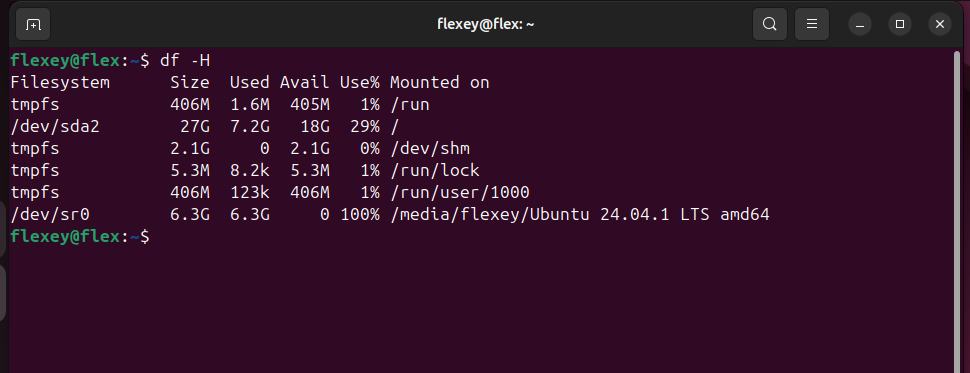 flexey@flex: ~
flexey@flex:~$ df -H
Filesystem      Size  Used Avail Use% Mounted on
tmpfs           406M  1.6M  405M   1% /run
/dev/sda2        27G  7.2G   18G  29% /
tmpfs           2.1G     0  2.1G   0% /dev/shm
tmpfs           5.3M  8.2k  5.3M   1% /run/lock
tmpfs           406M  123k  406M   1% /run/user/1000
/dev/sr0        6.3G  6.3G     0 100% /media/flexey/Ubuntu 24.04.1 LTS amd64
flexey@flex:~$